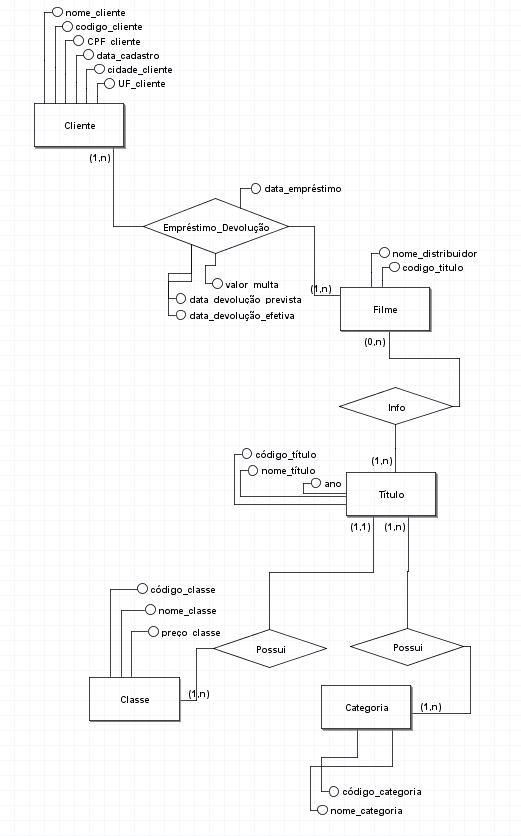 nome_cliente
codigo_cliente
CPF cliente
data_cadastro
cidade_cliente
UF_cliente
Cliente
(1,n)
data_empréstimo
Empréstimo_Devolução
nome_distribuidor
codigo_titulo
valor multa
data devolução prevista
data_devolução_efetiva
(1,n)
Filme
(0,n)
Info
código_título
(1,n)
nome_título
ano
Título
(1,1) (1,n)
código_classe
nome_classe
preço classe
Possui
Possui
Classe
(1,n)
Categoria
(1,n)
código_categoria
nome_categoria